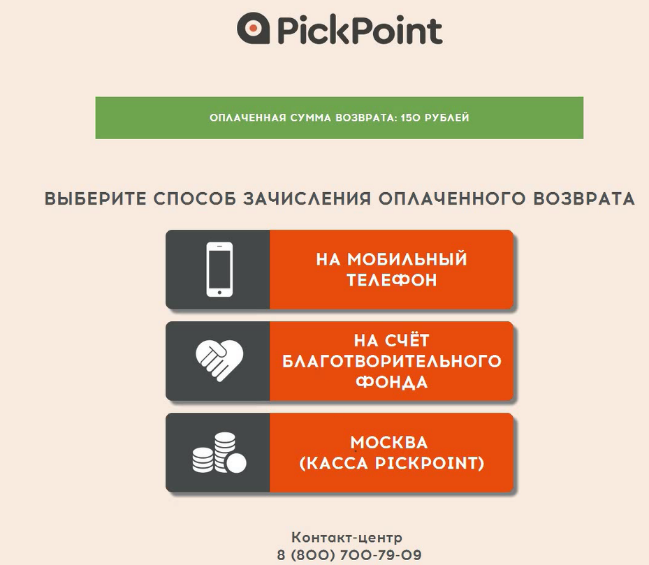 PickPoint
ОПЛАЧЕННАЯ СУММА ВОЗВРАТА: 150 РУБЛЕЙ
ВЫБЕРИТЕ СПОСОБ ЗАЧИСЛЕНИЯ ОПЛАЧЕННОГО ВОЗВРАТА
НА МОБИЛЬНЫЙ
ТЕЛЕФОН
НА СЧЁТ
БЛАГОТВОРИТЕЛЬНОГО
ФОНДА
МОСКВА
(КАССА PICKPOINT)
Контакт-центр
8 (800) 700-79-09